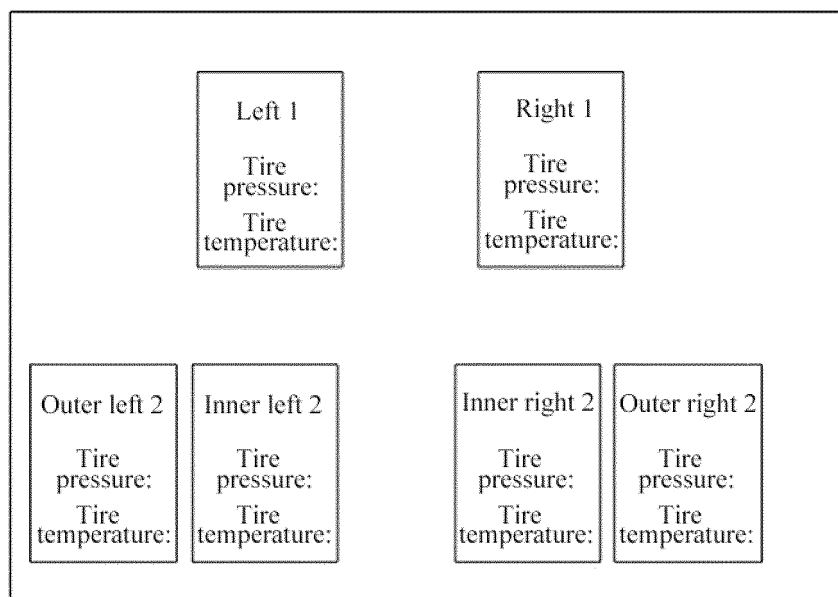 Left 1
Tire
pressure:
Tire
temperature:
Right 1
Tire
pressure:
Tire
temperature:
Outer left 2
Tire
pressure:
Tire
temperature:
Inner left 2
Tire
pressure:
Tire
temperature:
Inner right 2
Tire
pressure:
Tire
temperature:
Outer right 2
Tire
pressure:
Tire
temperature: